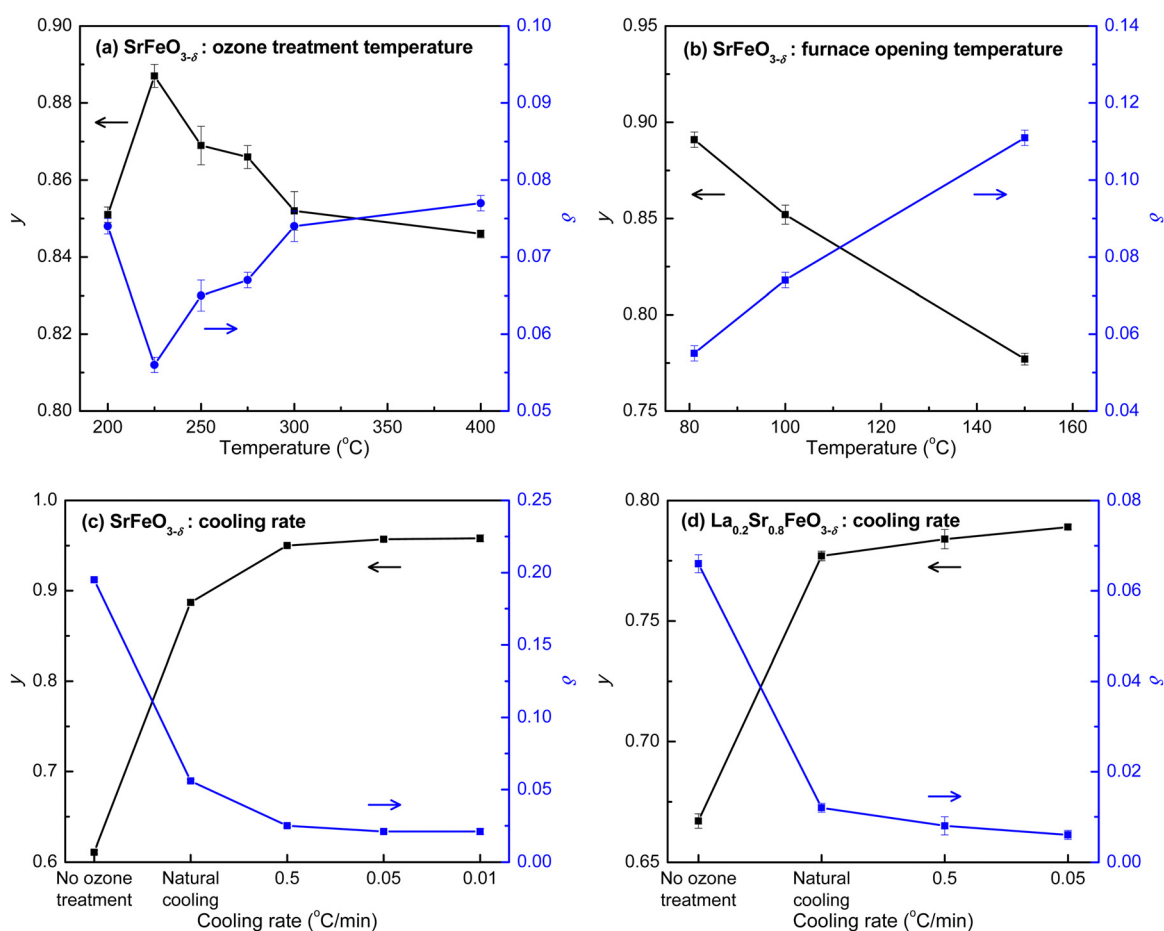 (a) SrFeO3-δ : ozone treatment temperature
0.90
0.88
0.86
0.84
0.82
0.80
y
0.10
0.09
0.08
0.07
0.06
0.05
δ
200 250 300 350 400
Temperature (oC)
(b) SrFeO3-δ : furnace opening temperature
0.95
0.90
0.85
0.80
0.75
y
0.14
0.12
0.10
0.08
0.06
0.04
δ
80 100 120 140 160
Temperature (oC)
(c) SrFeO3-δ : cooling rate
1.0
0.9
0.8
0.7
0.6
y
0.25
0.20
0.15
0.10
0.05
0.00
δ
No ozone treatment Natural cooling 0.5 0.05 0.01
Cooling rate (oC/min)
(d) La0.2Sr0.8FeO3-δ : cooling rate
0.80
0.75
0.70
0.65
y
0.08
0.06
0.04
0.02
0.00
δ
No ozone treatment Natural cooling 0.5 0.05
Cooling rate (oC/min)